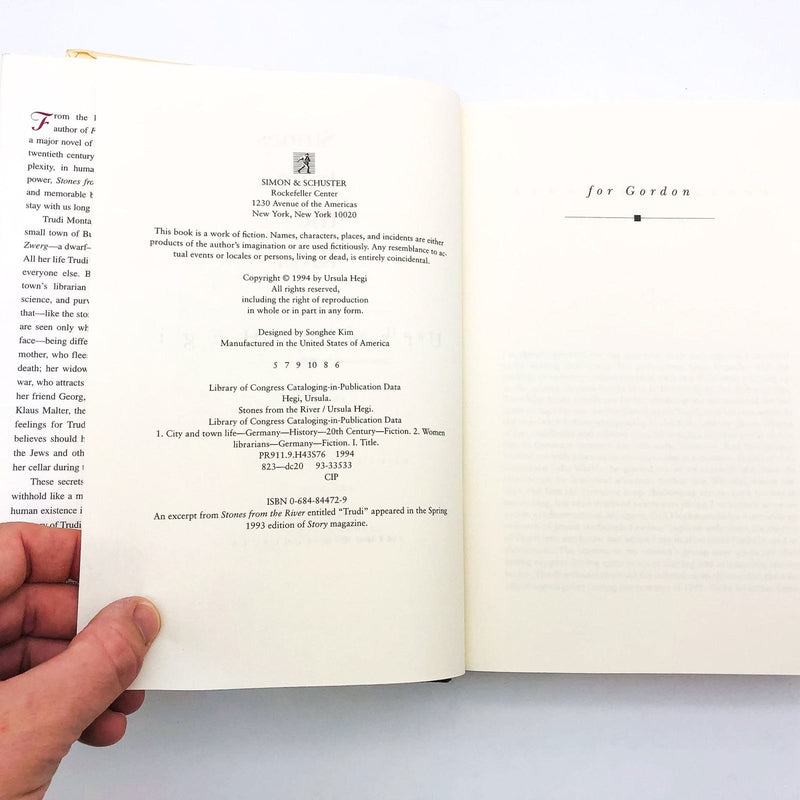 From the
author of
a major novel of
twentieth century
plexity, in huma
power, Stones fro
and memorable b
stay with us long
Trudi Monta
small town of Bu
Zwerg—a dwarf—
All her life Trudi
everyone else. B
town's librarian
science, and purv
that—like the sto
are seen only wh
face—being diffe
mother, who flee
death; her widow
war, who attracts
her friend Georg,
Klaus Malter, the
feelings for Trud
believes should h
the Jews and oth
her cellar during
These secrets
withhold like a m
human existence i
of Trudi
SIMON & SCHUSTER
Rockefeller Center
1230 Avenue of the Americas
New York, New York 10020
This book is a work of fiction. Names, characters, places, and incidents are either
products of the author's imagination or are used fictitiously. Any resemblance to ac-
tual events or locales or persons, living or dead, is entirely coincidental.
Copyright © 1994 by Ursula Hegi
All rights reserved,
including the right of reproduction
in whole or in part in any form.
Designed by Songhee Kim
Manufactured in the United States of America
5 7 9 10 8 6
Library of Congress Cataloging-in-Publication Data
Hegi, Ursula.
Stones from the River / Ursula Hegi.
Library of Congress Cataloging-in-Publication Data
1. City and town life—Germany—History—20th Century—Fiction. 2. Women
librarians—Germany—Fiction. I. Title.
PR911.9.H43S76 1994
823—dc20 93-33533
CIP
ISBN 0-684-84472-9
An excerpt from Stones from the River entitled "Trudi" appeared in the Spring
1993 edition of Story magazine.
for Gordon